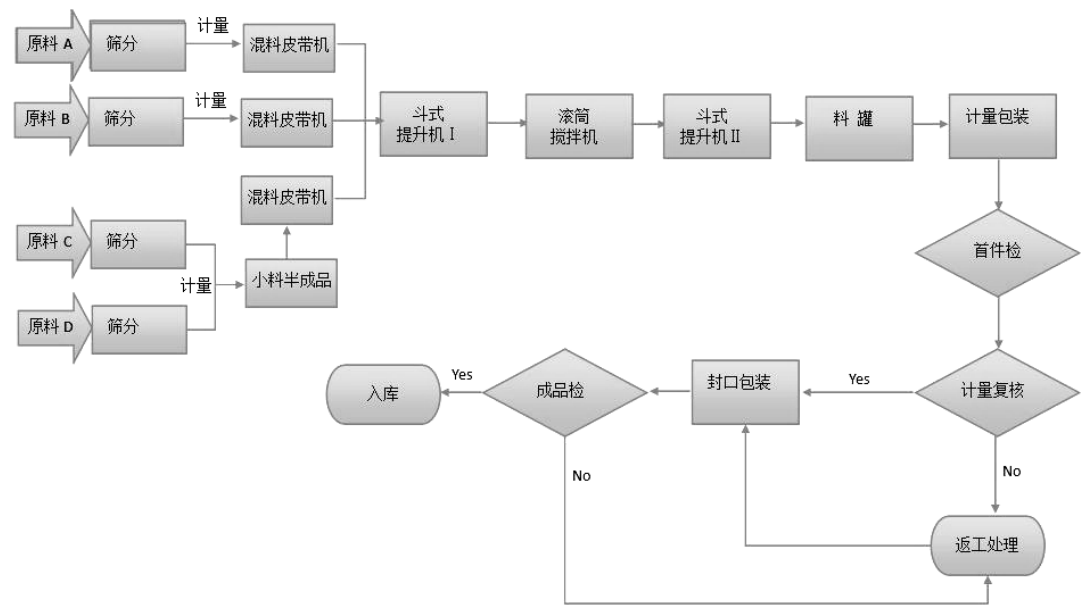 原料 A
筛分
计量
混料皮带机
原料 B
筛分
计量
混料皮带机
斗式
提升机 I
滚筒
搅拌机
斗式
提升机 II
料 罐
计量包装
混料皮带机
原料 C
筛分
计量
小料半成品
原料 D
筛分
首件检
入库
Yes
成品检
封口包装
Yes
计量复核
No
No
返工处理